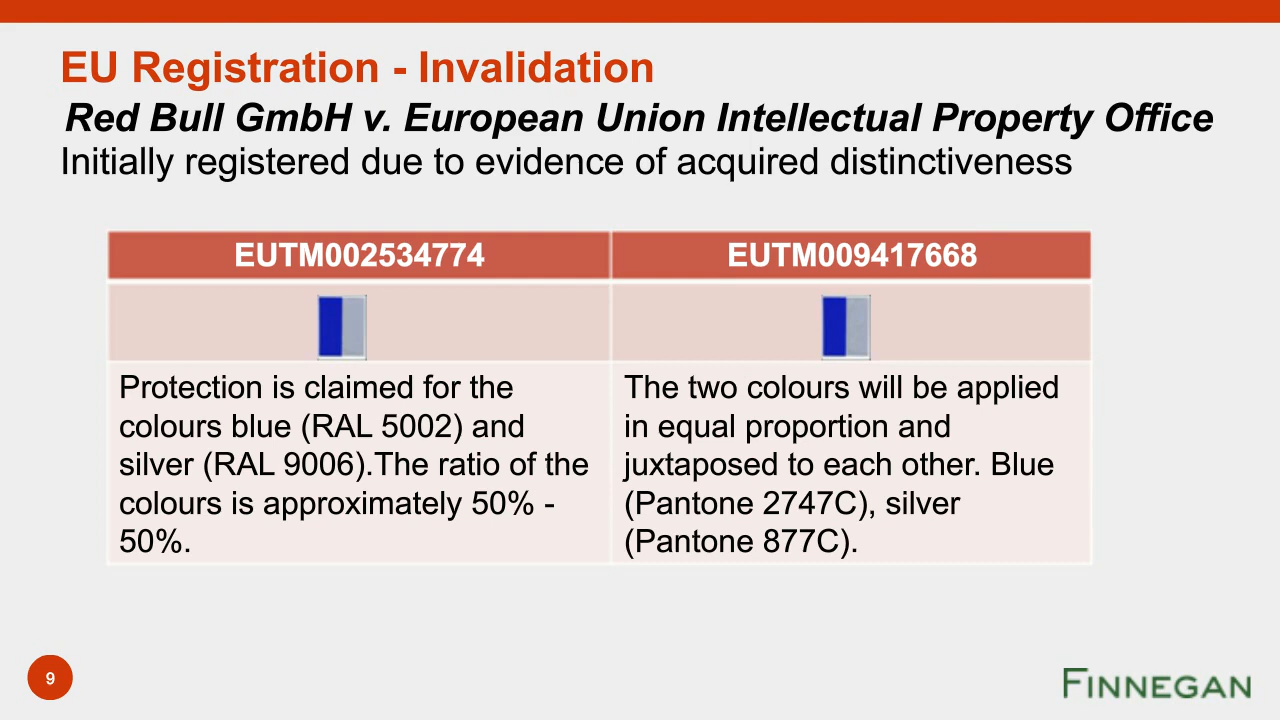 EU Registration - Invalidation
Red Bull GmbH v. European Union Intellectual Property Office
Initially registered due to evidence of acquired distinctiveness
EUTM002534774
Protection is claimed for the
colours blue (RAL 5002) and
silver (RAL 9006).The ratio of the
colours is approximately 50% -
50%.
EUTM009417668
The two colours will be applied
in equal proportion and
juxtaposed to each other. Blue
(Pantone 2747C), silver
(Pantone 877C).
9
FINNEGAN